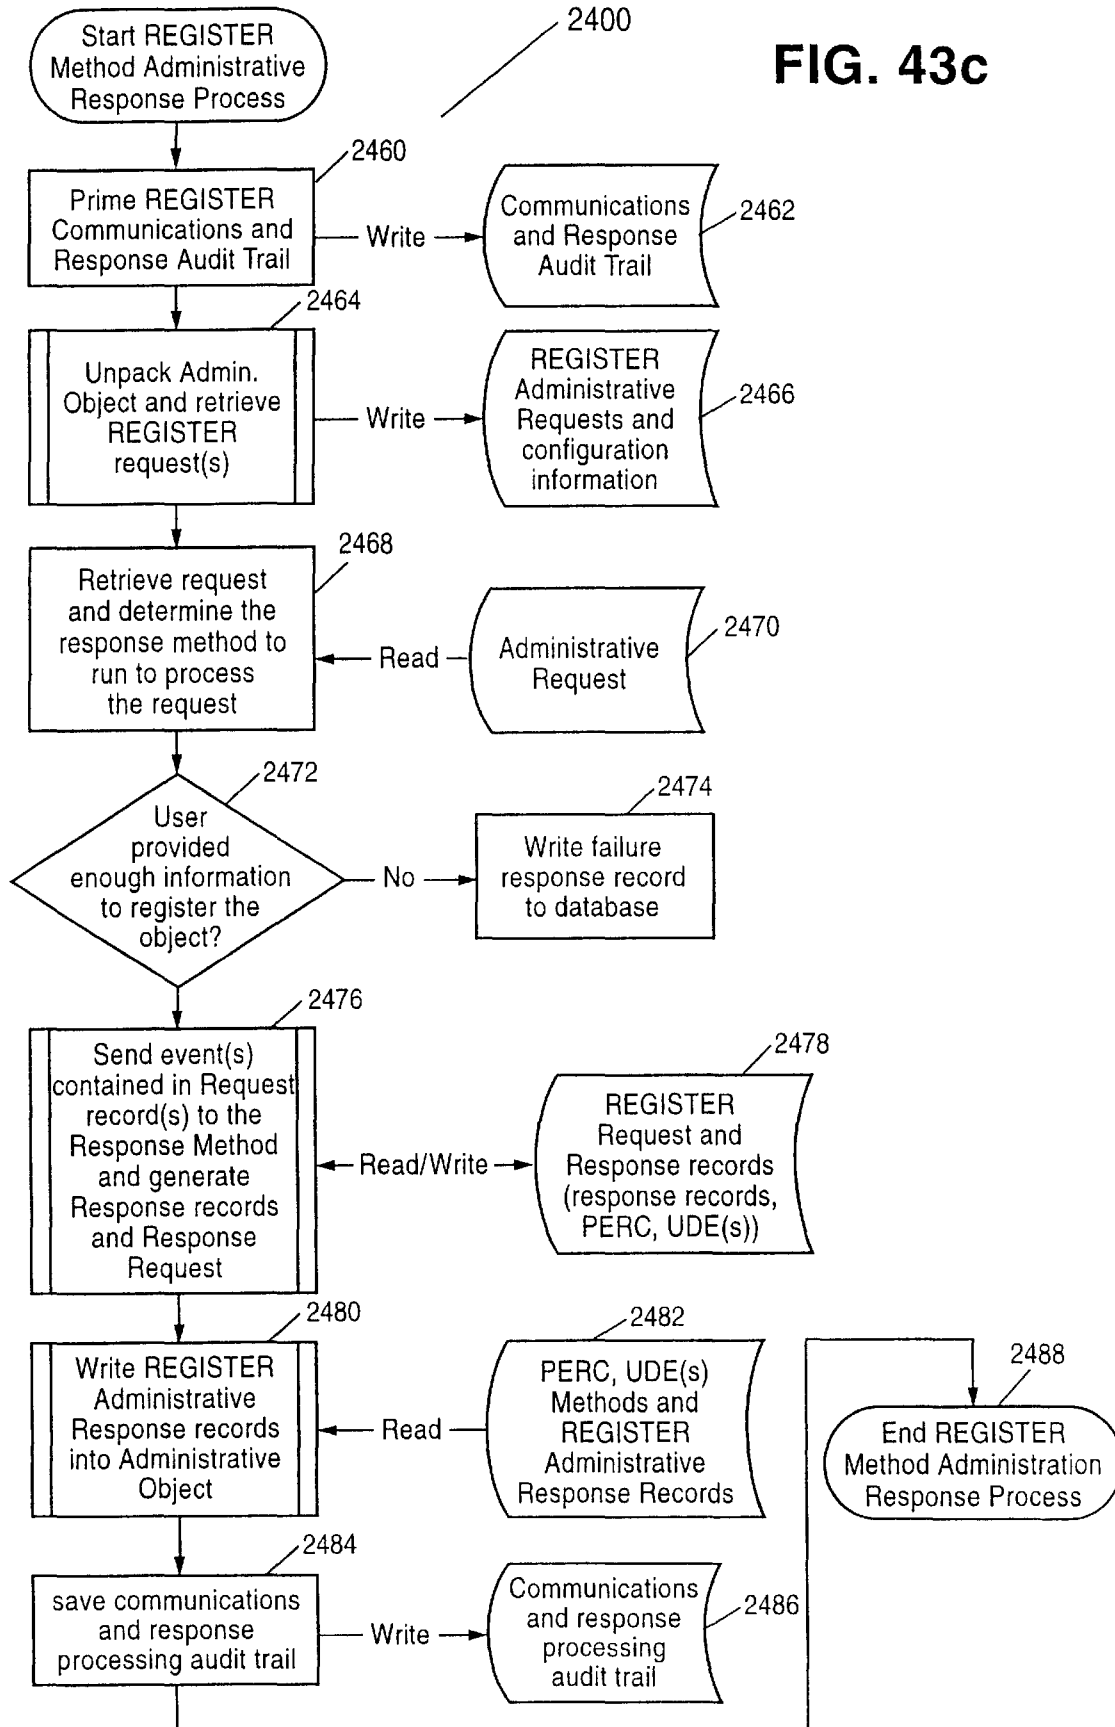 Start REGISTER
Method Administrative
Response Process
2400
FIG. 43c
2460
Prime REGISTER
Communications and
Response Audit Trail
Write
Communications
and Response
Audit Trail
2462
2464
Unpack Admin.
Object and retrieve
REGISTER
request(s)
Write
REGISTER
Administrative
Requests and
configuration
information
2466
2468
Retrieve request
and determine the
response method to
run to process
the request
Read
Administrative
Request
2470
2472
User
provided
enough information
to register the
object?
No
2474
Write failure
response record
to database
2476
Send event(s)
contained in Request
record(s) to the
Response Method
and generate
Response records
and Response
Request
Read/Write
2478
REGISTER
Request and
Response records
(response records,
PERC, UDE(s))
2480
Write REGISTER
Administrative
Response records
into Administrative
Object
Read
2482
PERC, UDE(s)
Methods and
REGISTER
Administrative
Response Records
2484
save communications
and response
processing audit trail
Write
Communications
and response
processing
audit trail
2486
2488
End REGISTER
Method Administration
Response Process